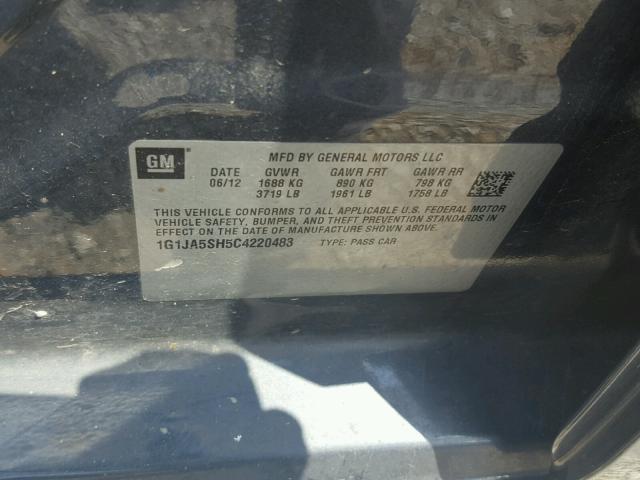 GM
MFD BY GENERAL MOTORS LLC
DATE GVWR GAWR FRT GAWR RR
06/12 1688 KG 890 KG 798 KG
3719 LB 1961 LB 1758 LB
THIS VEHICLE CONFORMS TO ALL APPLICABLE U.S. FEDERAL MOTOR
VEHICLE SAFETY, BUMPER, AND THEFT PREVENTION STANDARDS IN
EFFECT ON THE DATE OF MANUFACTURE SHOWN ABOVE.
1G1JA5SH5C4220483 TYPE: PASS CAR